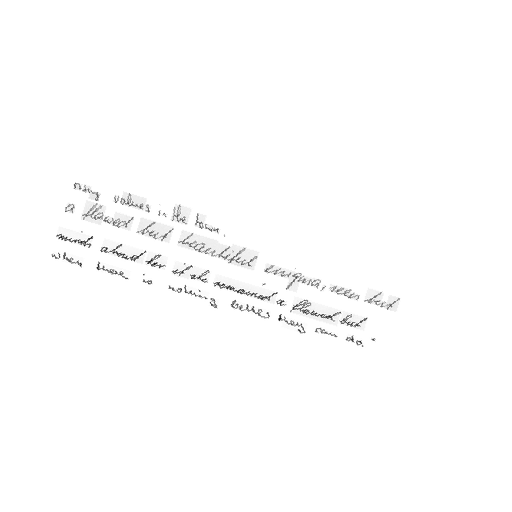 many values in the town.
a flawed but beautiful enigma, seen but
minds about her if she remained a flawed but
when there is nothing better they can do."